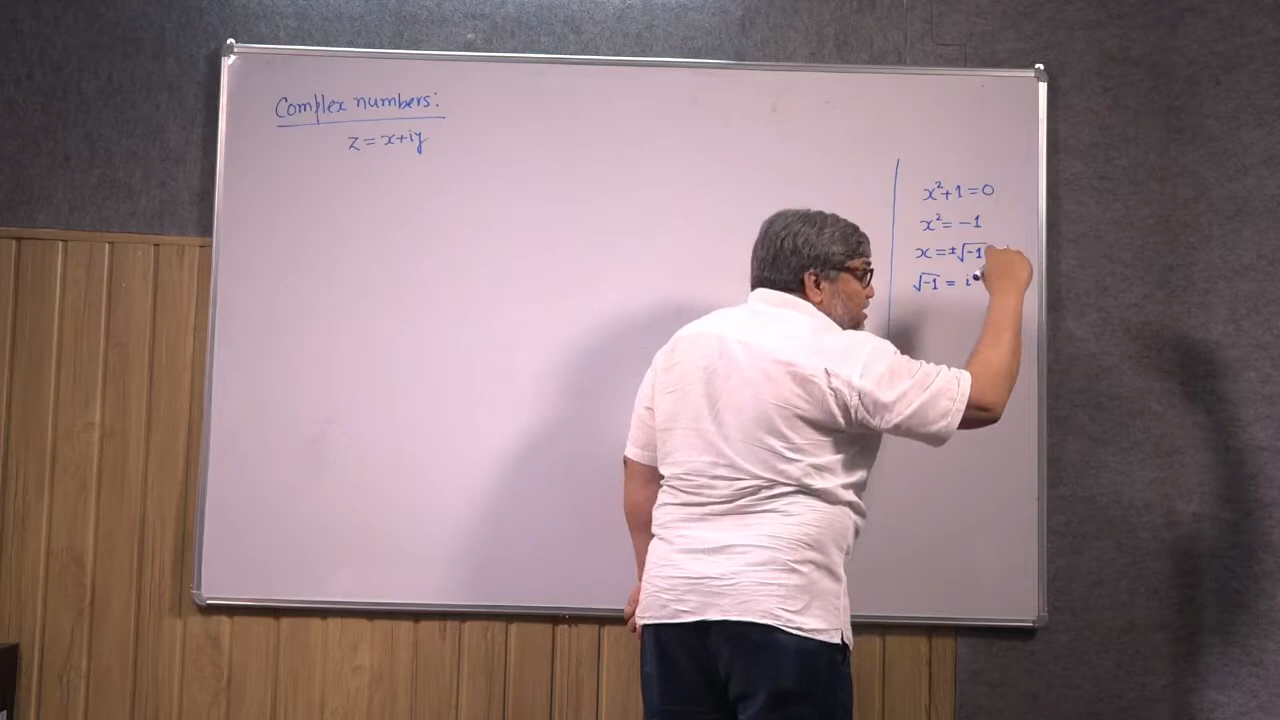 Complex numbers:
z = x+iy
x²+1=0
x² = -1
x = ±√-1
√-1 = i